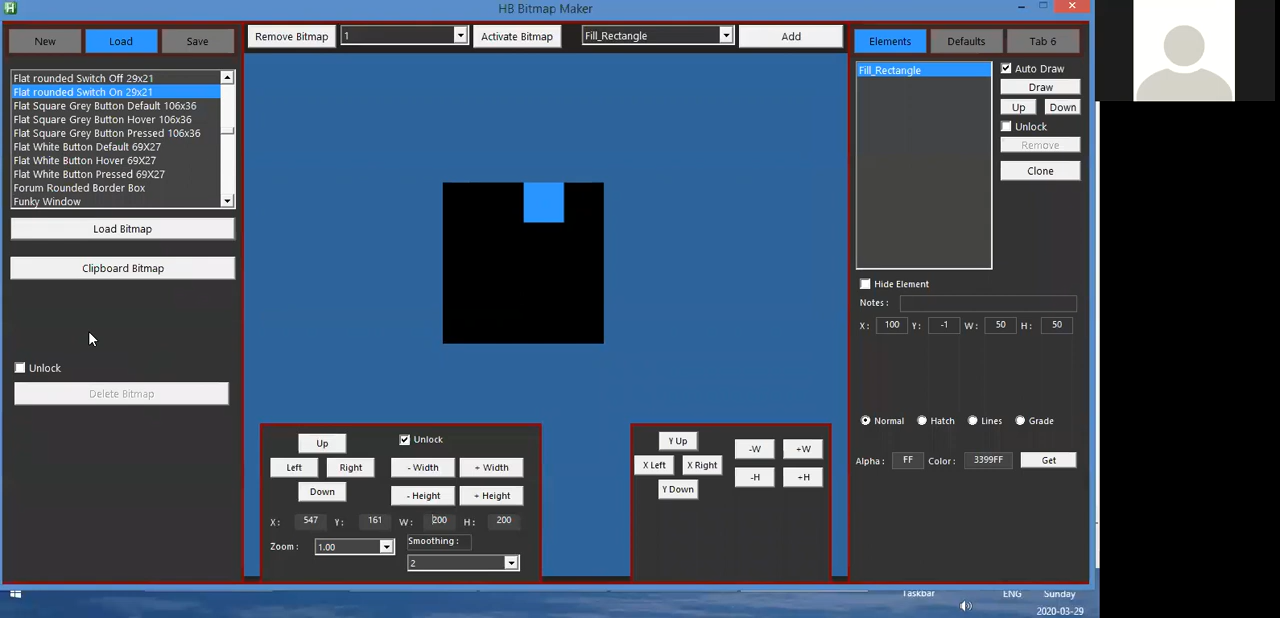 HB Bitmap Maker
New
Load
Save
Remove Bitmap
1
Activate Bitmap
Fill_Rectangle
Add
Elements
Defaults
Tab 6
Flat rounded Switch Off 29x21
Flat rounded Switch On 29x21
Flat Square Grey Button Default 106x36
Flat Square Grey Button Hover 106x36
Flat Square Grey Button Pressed 106x36
Flat White Button Default 69X27
Flat White Button Hover 69X27
Flat White Button Pressed 69X27
Forum Rounded Border Box
Funky Window
Load Bitmap
Clipboard Bitmap
Unlock
Delete Bitmap
Fill_Rectangle
Auto Draw
Draw
Up
Down
Unlock
Remove
Clone
Hide Element
Notes :
X : 100 Y : -1 W : 50 H : 50
Normal
Hatch
Lines
Grade
Alpha : FF Color : 3399FF Get
Up
Unlock
Left
Right
- Width
+ Width
Down
- Height
+ Height
X : 547 Y : 161 W : 200 H : 200
Zoom : 1.00
Smoothing :
2
Y Up
X Left
X Right
Y Down
-W
+W
-H
+H
Taskbar
ENG
Sunday
2020-03-29